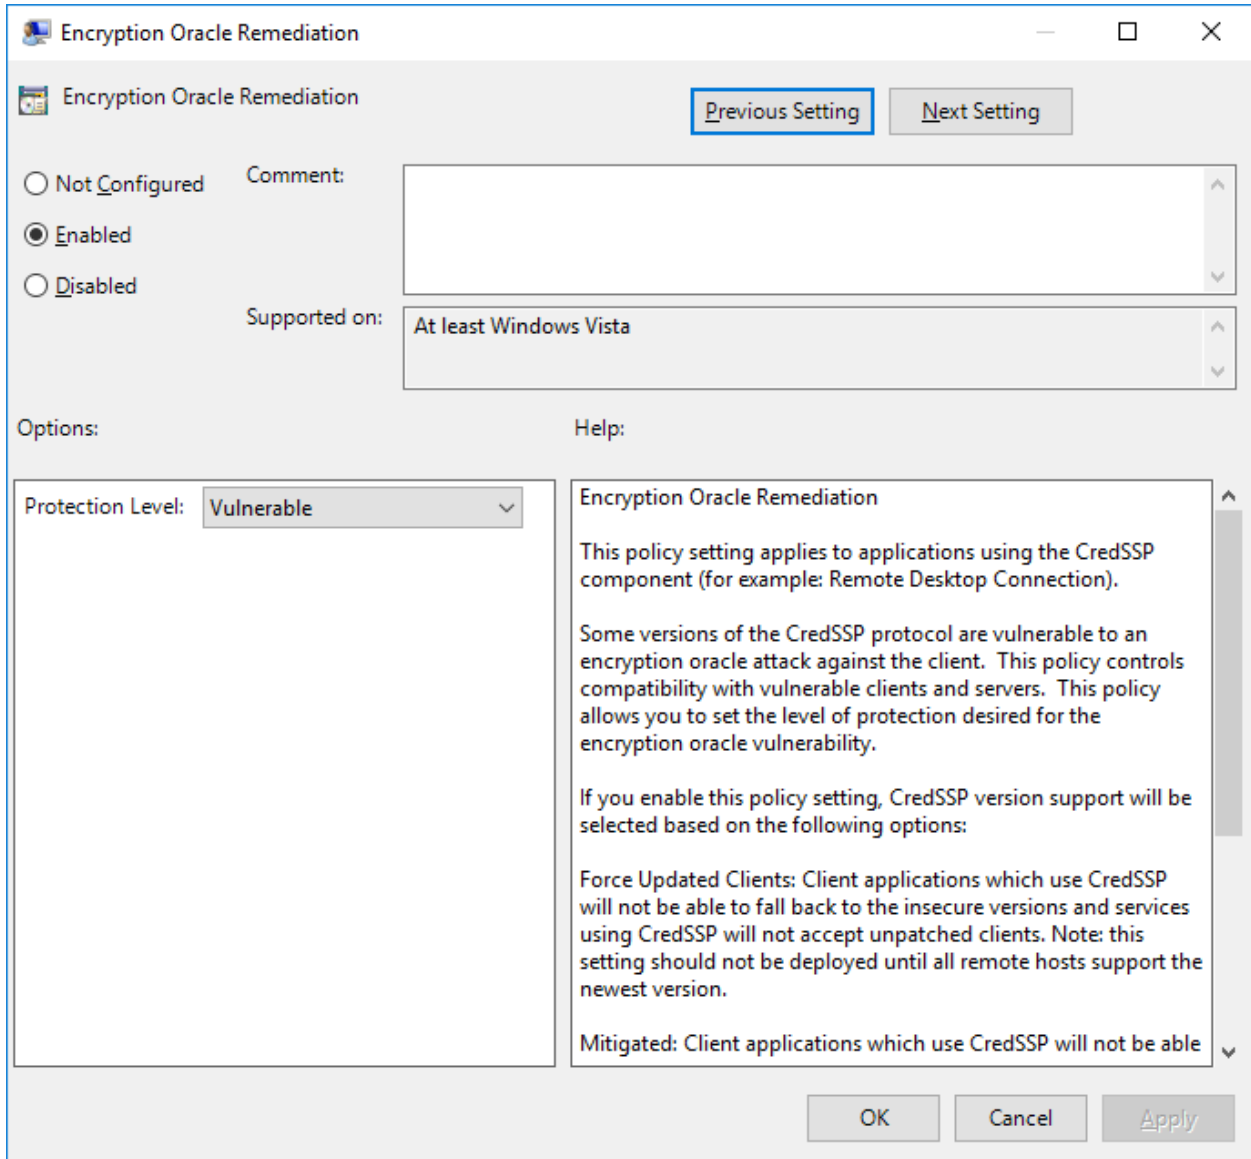 Encryption Oracle Remediation
Encryption Oracle Remediation
Previous Setting
Next Setting
Not Configured
Enabled
Disabled
Comment:
Supported on:
At least Windows Vista
Options:
Help:
Protection Level:
Vulnerable
Encryption Oracle Remediation
This policy setting applies to applications using the CredSSP
component (for example: Remote Desktop Connection).
Some versions of the CredSSP protocol are vulnerable to an
encryption oracle attack against the client.  This policy controls
compatibility with vulnerable clients and servers.  This policy
allows you to set the level of protection desired for the
encryption oracle vulnerability.
If you enable this policy setting, CredSSP version support will be
selected based on the following options:
Force Updated Clients: Client applications which use CredSSP
will not be able to fall back to the insecure versions and services
using CredSSP will not accept unpatched clients. Note: this
setting should not be deployed until all remote hosts support the
newest version.
Mitigated: Client applications which use CredSSP will not be able
OK
Cancel
Apply